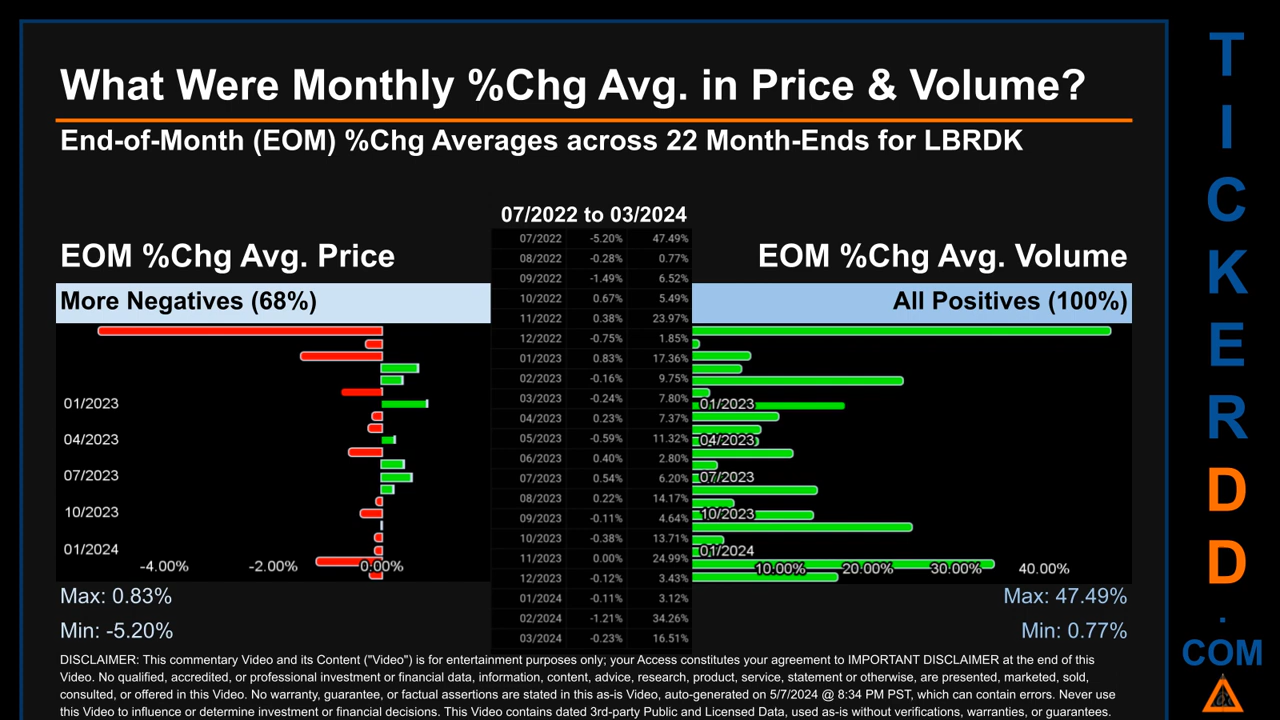 What Were Monthly %Chg Avg. in Price & Volume?
End-of-Month (EOM) %Chg Averages across 22 Month-Ends for LBRDK
07/2022 to 03/2024
EOM %Chg Avg. Price
More Negatives (68%)
01/2023
04/2023
07/2023
10/2023
01/2024
-4.00% -2.00% 0.00%
Max: 0.83%
Min: -5.20%
07/2022 -5.20% 47.49%
08/2022 -0.28% 0.77%
09/2022 -1.49% 6.52%
10/2022 0.67% 5.49%
11/2022 0.38% 23.97%
12/2022 -0.75% 1.85%
01/2023 0.83% 17.36%
02/2023 -0.16% 9.75%
03/2023 -0.24% 7.80%
04/2023 0.23% 7.37%
05/2023 -0.59% 11.32%
06/2023 0.40% 2.80%
07/2023 0.54% 6.20%
08/2023 0.22% 14.17%
09/2023 -0.11% 4.64%
10/2023 -0.38% 13.71%
11/2023 0.00% 24.99%
12/2023 -0.12% 3.43%
01/2024 -0.11% 3.12%
02/2024 -1.21% 34.26%
03/2024 -0.23% 16.51%
EOM %Chg Avg. Volume
All Positives (100%)
01/2023
04/2023
07/2023
10/2023
01/2024
10.00% 20.00% 30.00% 40.00%
Max: 47.49%
Min: 0.77%
DISCLAIMER: This commentary Video and its Content ("Video") is for entertainment purposes only; your Access constitutes your agreement to IMPORTANT DISCLAIMER at the end of this
Video. No qualified, accredited, or professional investment or financial data, information, content, advice, research, product, service, statement or otherwise, are presented, marketed, sold,
consulted, or offered in this Video. No warranty, guarantee, or factual assertions are stated in this as-is Video, auto-generated on 5/7/2024 @ 8:34 PM PST, which can contain errors. Never use
this Video to influence or determine investment or financial decisions. This Video contains dated 3rd-party Public and Licensed Data, used as-is without verifications, warranties, or guarantees.
T
I
C
K
E
R
D
D
.
COM